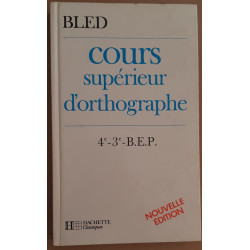 BLED
cours
supérieur
d'orthographe
4e-3e-B.E.P.
NOUVELLE
ÉDITION
H HACHETTE
Classiques